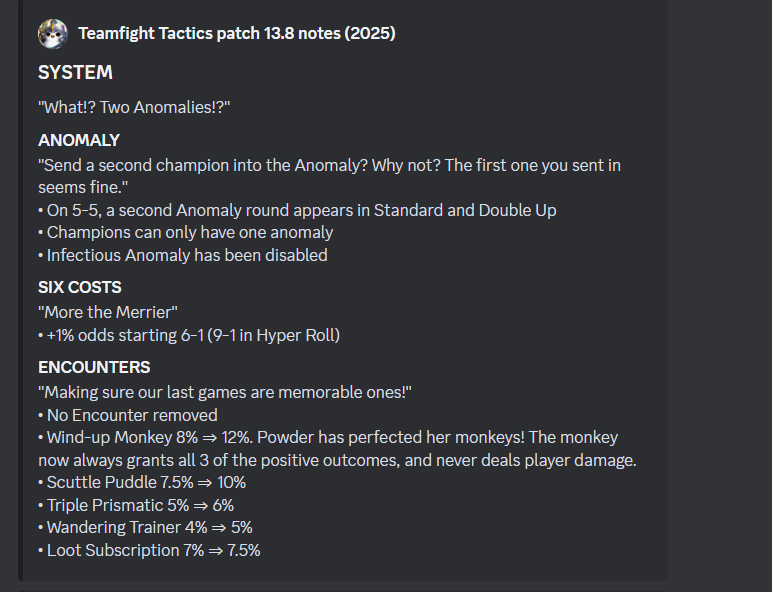 Teamfight Tactics patch 13.8 notes (2025)
SYSTEM
"What!? Two Anomalies!?"
ANOMALY
"Send a second champion into the Anomaly? Why not? The first one you sent in
seems fine."
• On 5-5, a second Anomaly round appears in Standard and Double Up
• Champions can only have one anomaly
• Infectious Anomaly has been disabled
SIX COSTS
"More the Merrier"
• +1% odds starting 6-1 (9-1 in Hyper Roll)
ENCOUNTERS
"Making sure our last games are memorable ones!"
• No Encounter removed
• Wind-up Monkey 8% ⇒ 12%. Powder has perfected her monkeys! The monkey
now always grants all 3 of the positive outcomes, and never deals player damage.
• Scuttle Puddle 7.5% ⇒ 10%
• Triple Prismatic 5% ⇒ 6%
• Wandering Trainer 4% ⇒ 5%
• Loot Subscription 7% ⇒ 7.5%